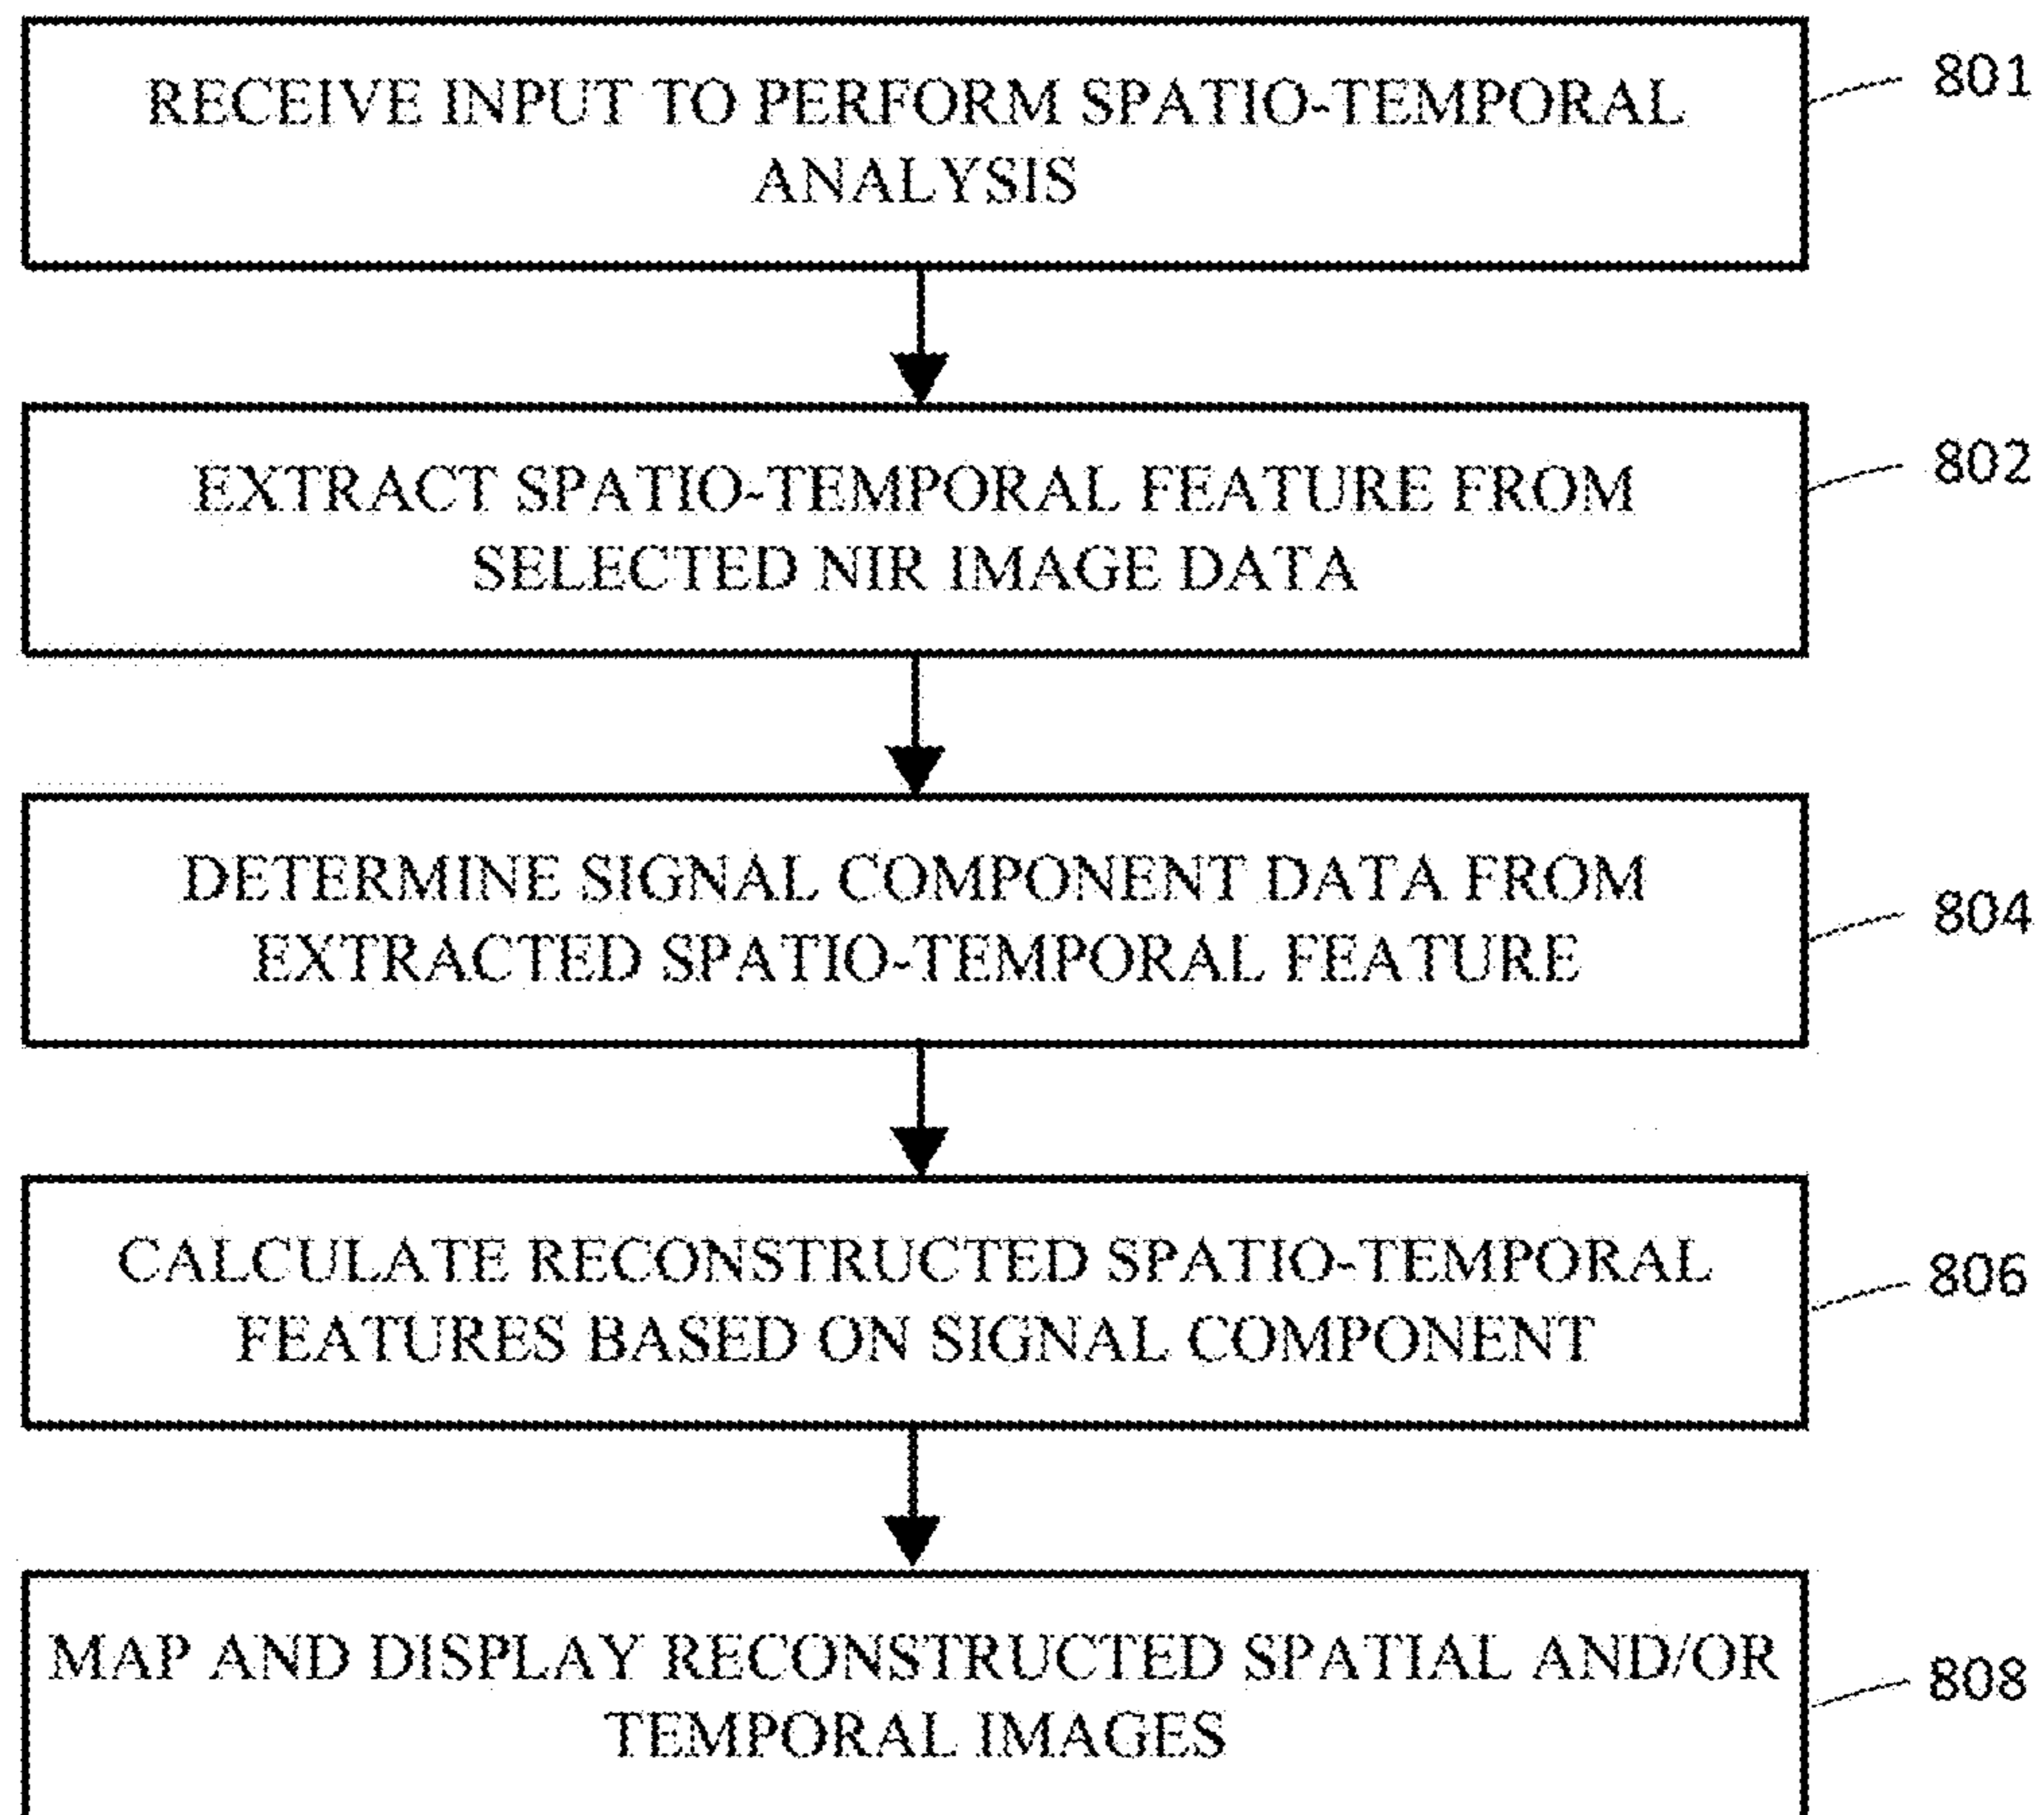 RECEIVE INPUT TO PERFORM SPATIO-TEMPORAL
ANALYSIS
801
EXTRACT SPATIO-TEMPORAL FEATURE FROM
SELECTED NIR IMAGE DATA
802
DETERMINE SIGNAL COMPONENT DATA FROM
EXTRACTED SPATIO-TEMPORAL FEATURE
804
CALCULATE RECONSTRUCTED SPATIO-TEMPORAL
FEATURES BASED ON SIGNAL COMPONENT
806
MAP AND DISPLAY RECONSTRUCTED SPATIAL AND/OR
TEMPORAL IMAGES
808